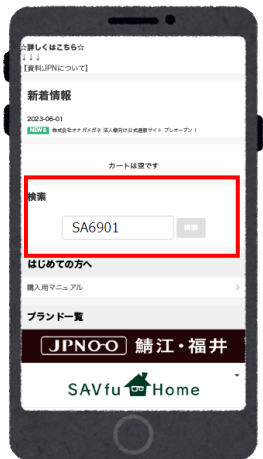 ☆詳しくはこちら☆
↓↓↓
【資料:JPNについて】
新着情報
2023-06-01
NEWS 株式会社オナガメガネ 法人様向け公式通販サイト プレオープン！
カートは空です
検索
SA6901 検索
はじめての方へ
購入用マニュアル
ブランド一覧
JPN 鯖江・福井
SAVfu Home